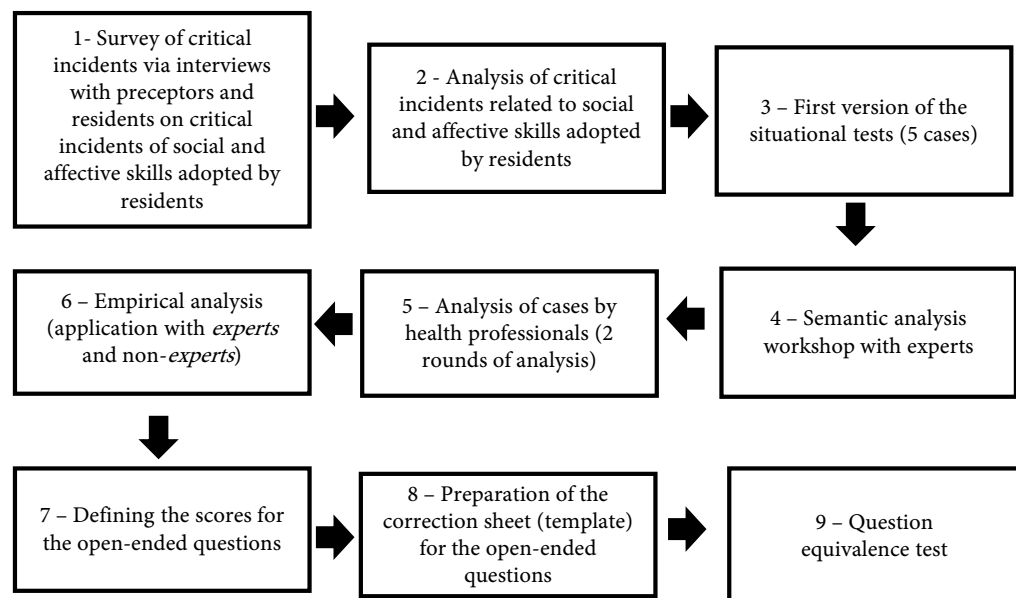 1- Survey of critical
incidents via interviews
with preceptors and
residents on critical
incidents of social and
affective skills adopted by
residents
2 - Analysis of critical
incidents related to social
and affective skills adopted
by residents
3 – First version of the
situational tests (5 cases)
4 – Semantic analysis
workshop with experts
5 – Analysis of cases by
health professionals (2
rounds of analysis)
6 – Empirical analysis
(application with experts
and non-experts)
7 – Defining the scores for
the open-ended questions
8 – Preparation of the
correction sheet (template)
for the open-ended
questions
9 – Question
equivalence test